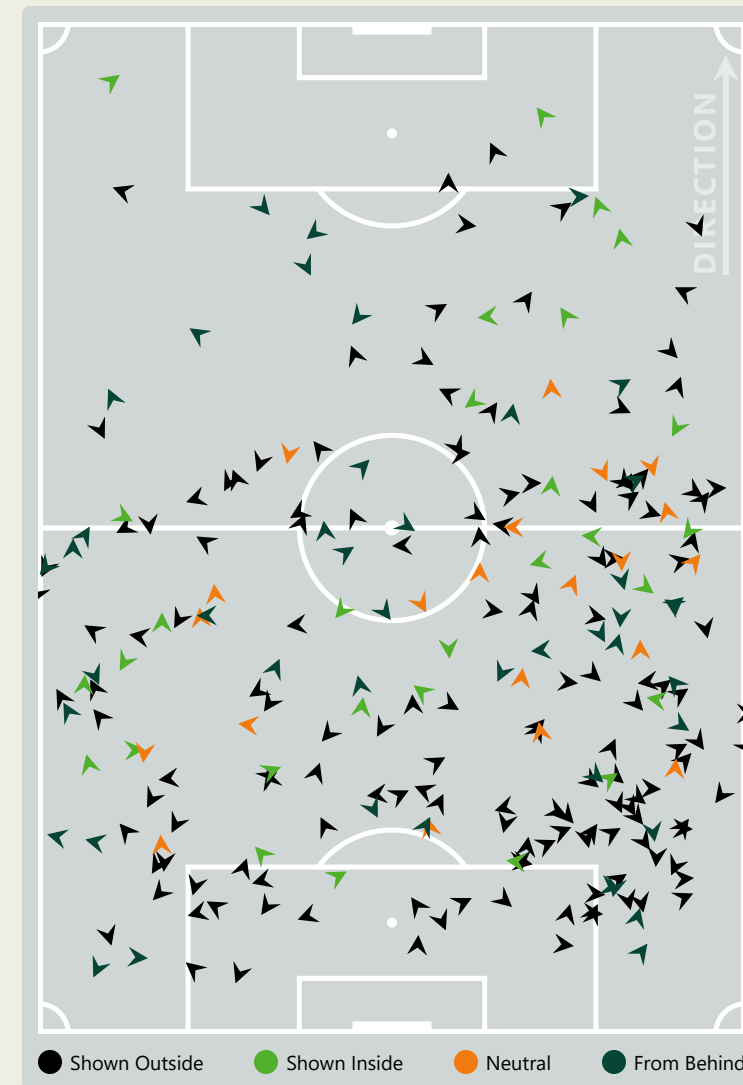 DIRECTION
Shown Outside
Shown Inside
Neutral
From Behind